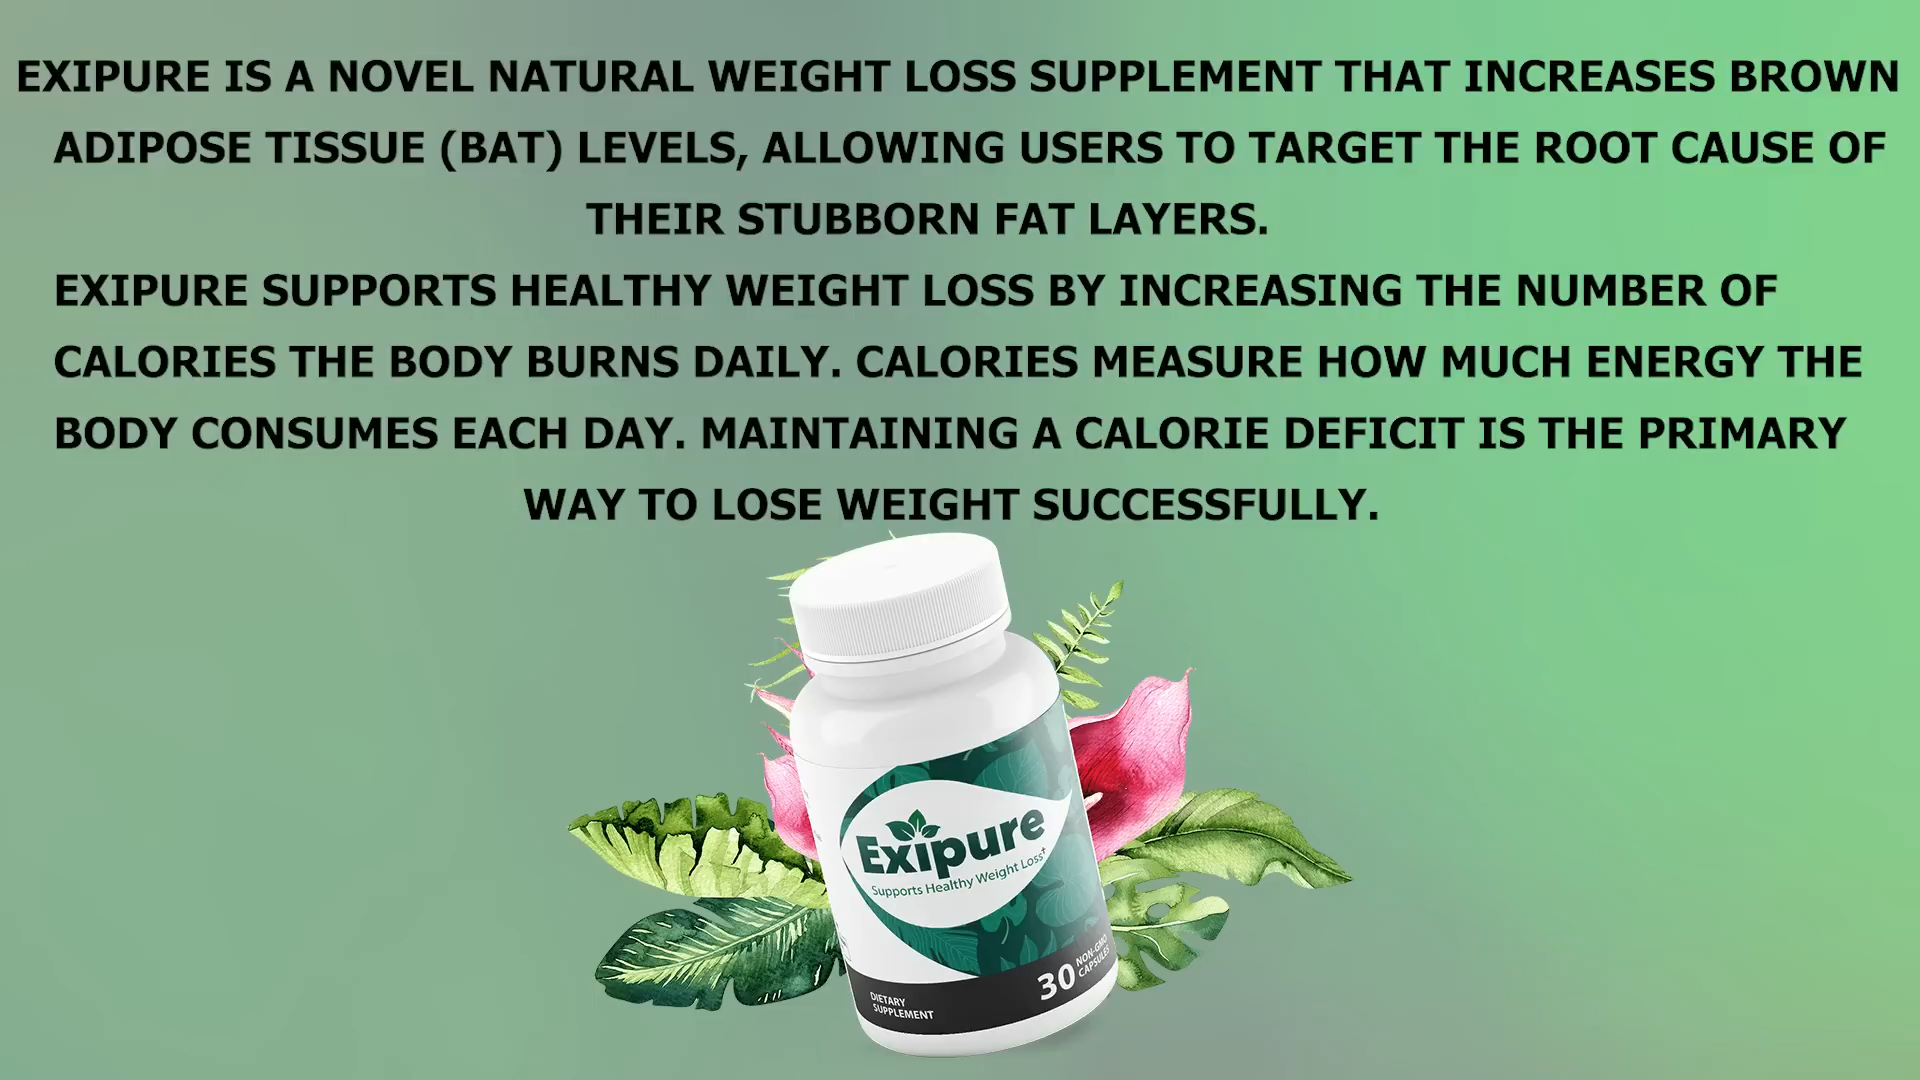 EXIPURE IS A NOVEL NATURAL WEIGHT LOSS SUPPLEMENT THAT INCREASES BROWN
ADIPOSE TISSUE (BAT) LEVELS, ALLOWING USERS TO TARGET THE ROOT CAUSE OF
THEIR STUBBORN FAT LAYERS.
EXIPURE SUPPORTS HEALTHY WEIGHT LOSS BY INCREASING THE NUMBER OF
CALORIES THE BODY BURNS DAILY. CALORIES MEASURE HOW MUCH ENERGY THE
BODY CONSUMES EACH DAY. MAINTAINING A CALORIE DEFICIT IS THE PRIMARY
WAY TO LOSE WEIGHT SUCCESSFULLY.
Exipure
Supports Healthy Weight Loss†
DIETARY
SUPPLEMENT
30 NON-GMO
CAPSULES